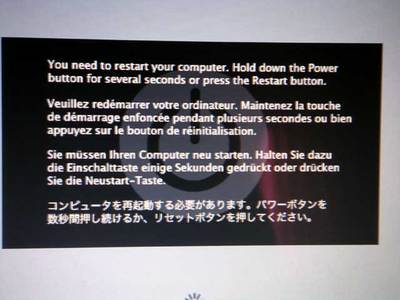 You need to restart your computer. Hold down the Power
button for several seconds or press the Restart button.
Veuillez redémarrer votre ordinateur. Maintenez la touche
de démarrage enfoncée pendant plusieurs secondes ou bien
appuyez sur le bouton de réinitialisation.
Sie müssen Ihren Computer neu starten. Halten Sie dazu
die Einschalttaste einige Sekunden gedrückt oder drücken
Sie die Neustart-Taste.
コンピュータを再起動する必要があります。パワーボタンを
数秒間押し続けるか、リセットボタンを押してください。